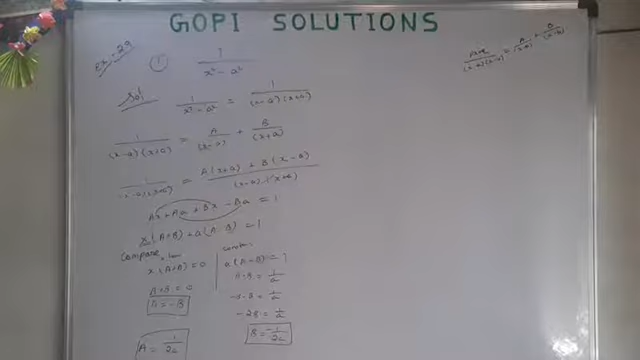 GOPI SOLUTIONS
Ex:-29
① 1/(x² - a²)
Sol: 1/(x² - a²) = 1/((x-a)(x+a))
1/((x-a)(x+a)) = A/(x-a) + B/(x+a)
1/((x-a)(x+a)) = (A(x+a) + B(x-a))/((x-a)(x+a))
Ax + Aa + Bx - Ba = 1
x(A+B) + a(A-B) = 1
Compare
x(A+B) = 0
A+B = 0
A = -B
A = 1/2a
a(A-B) = 1
A-B = 1/a
-B-B = 1/a
-2B = 1/a
B = -1/2a